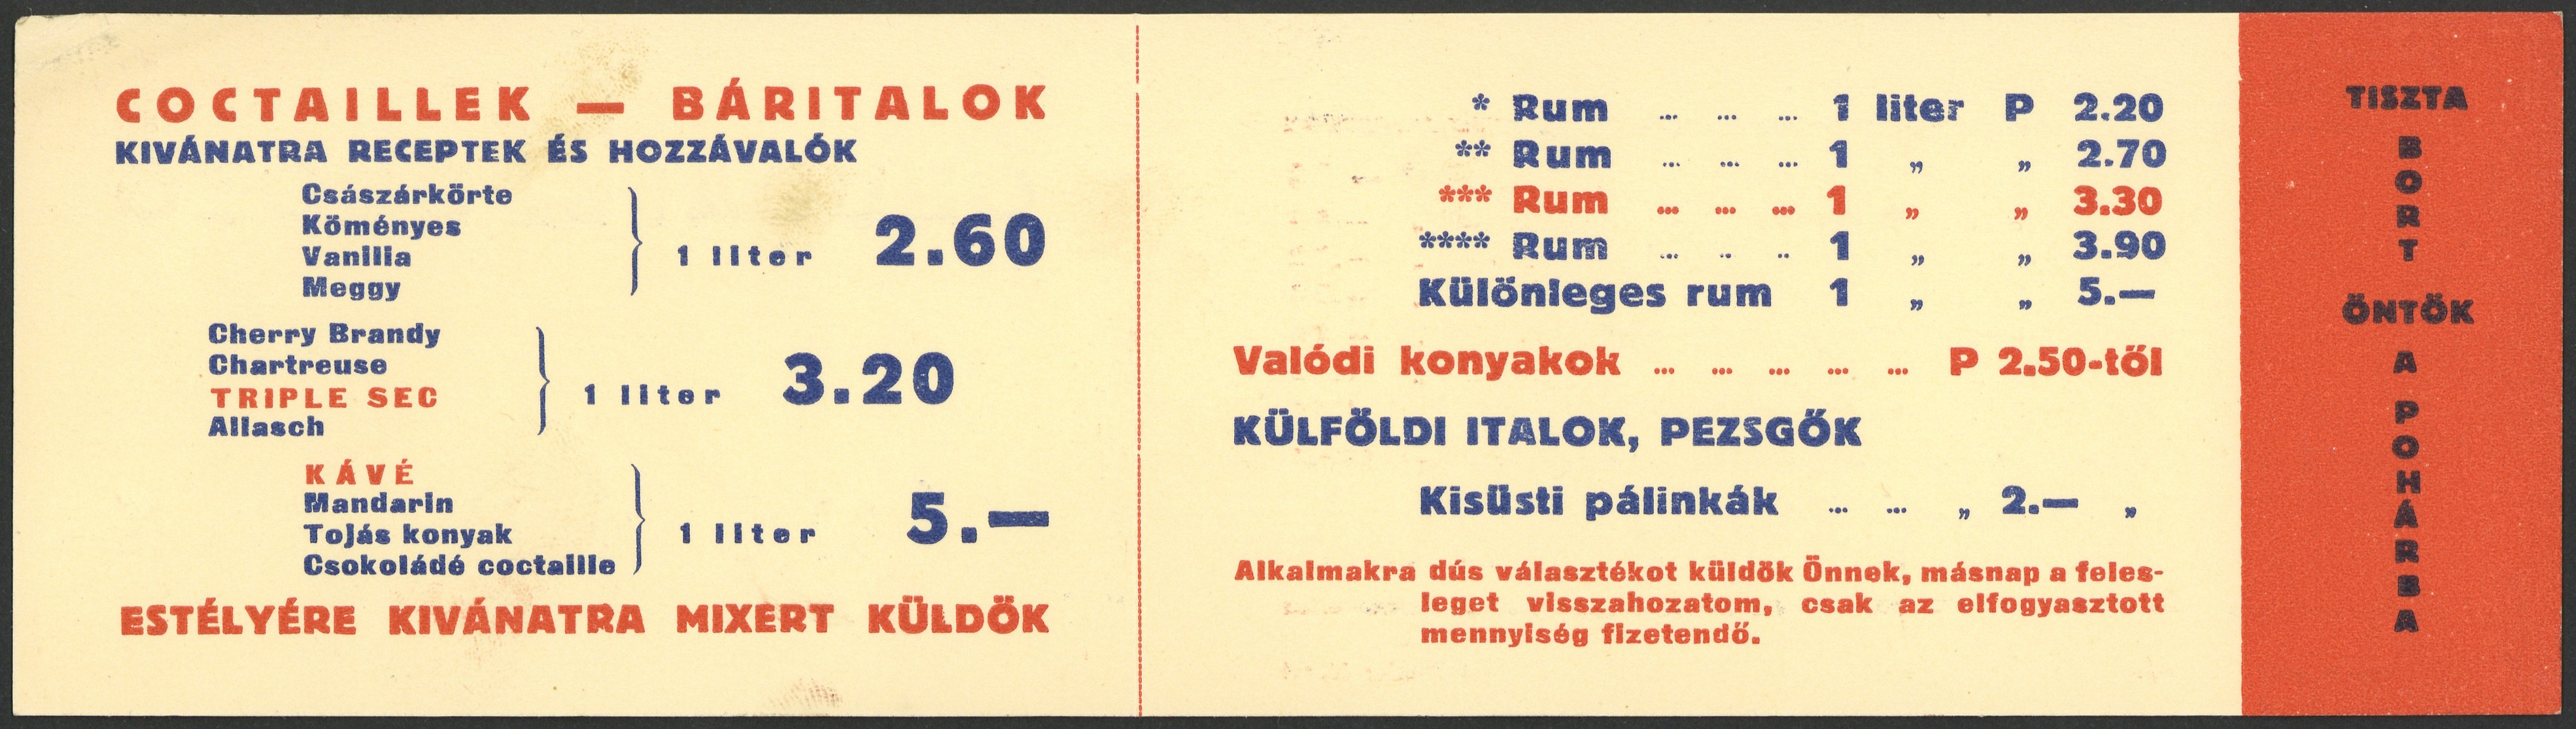 COCTAILLEK — BÁRITALOK
KIVÁNATRA RECEPTEK ÉS HOZZÁVALÓK
Császárkörte
Köményes
Vanilia
Meggy
1 liter 2.60
Cherry Brandy
Chartreuse
TRIPLE SEC
Allasch
1 liter 3.20
KÁVÉ
Mandarin
Tojás konyak
Csokoládé coctaille
1 liter 5.—
ESTÉLYÉRE KIVÁNATRA MIXERT KÜLDÖK
* Rum ... ... ... 1 liter P 2.20
** Rum ... ... ... 1 „ „ 2.70
*** Rum ... ... ... 1 „ „ 3.30
**** Rum ... .. .. 1 „ „ 3.90
Különleges rum 1 „ „ 5.—
Valódi konyakok ... ... ... ... ... P 2.50-től
KÜLFÖLDI ITALOK, PEZSGŐK
Kisüsti pálinkák ... ... „ 2.— „
Alkalmakra dús választékot küldök Önnek, másnap a feles-
leget visszahozatom, csak az elfogyasztott
mennyiség fizetendő.
TISZTA
BORT
ÖNTÖK
A
POHÁRBA